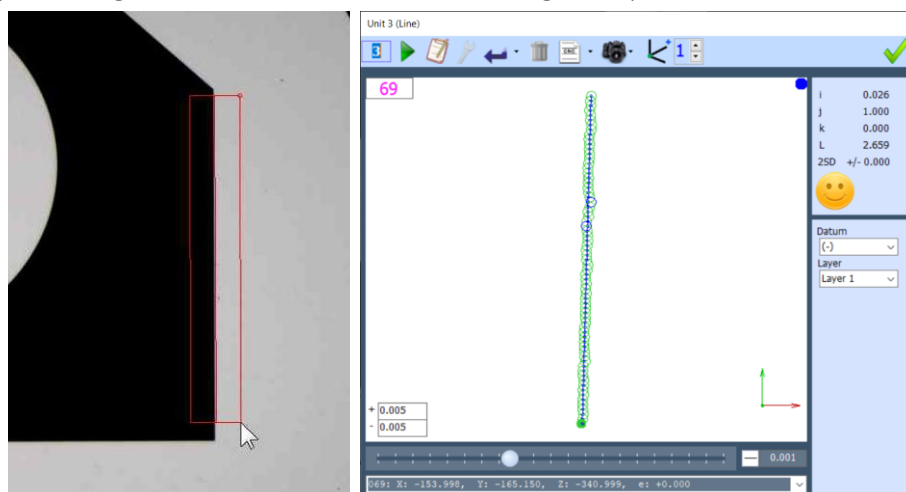 Unit 3 (Line)
3
DXF
1
69
i 0.026
j 1.000
k 0.000
L 2.659
2SD +/- 0.000
Datum
(-)
Layer
Layer 1
+ 0.005
- 0.005
0.001
069: X: -153.998, Y: -165.150, Z: -340.999, e: +0.000